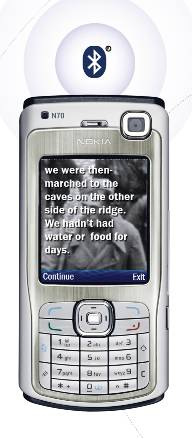 N70
NOKIA
we were then-
marched to the
caves on the other
side of the ridge.
We hadn't had
water or food for
days.
Continue
Exit
1
2 abc
def 3
4 ghi
5 jkl
mno 6
7 pqrs
8 tuv
wxyz 9
* +
0
#